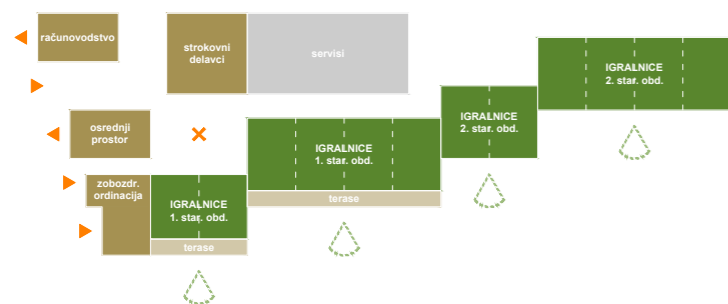 računovodstvo
strokovni
delavci
servisi
IGRALNICE
2. star. obd.
IGRALNICE
2. star. obd.
osrednji
prostor
IGRALNICE
1. star. obd.
terase
zobozdr.
ordinacija
IGRALNICE
1. star. obd.
terase